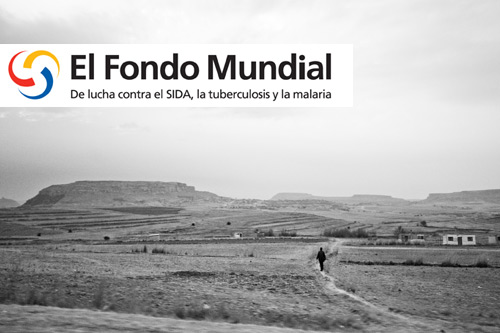 El Fondo Mundial
De lucha contra el SIDA, la tuberculosis y la malaria